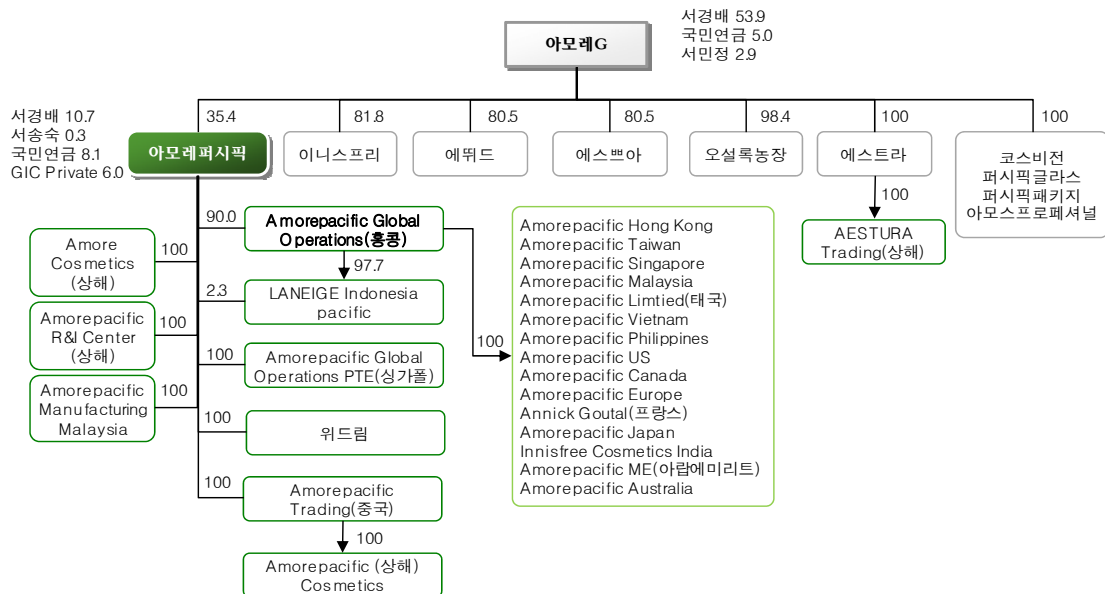 아모레G
서경배 53.9
국민연금 5.0
서민정 2.9
서경배 10.7
서송숙 0.3
국민연금 8.1
GIC Private 6.0
35.4
81.8
80.5
80.5
98.4
100
100
아모레퍼시픽
이니스프리
에뛰드
에스쁘아
오설록농장
에스트라
코스비전
퍼시픽글라스
퍼시픽패키지
아모스프로페셔널
100
AESTURA
Trading(상해)
90.0
Amorepacific Global
Operations(홍콩)
97.7
2.3
LANEIGE Indonesia
pacific
100
Amorepacific Global
Operations PTE(싱가폴)
100
위드림
100
Amorepacific
Trading(중국)
100
Amorepacific (상해)
Cosmetics
Amore
Cosmetics
(상해)
100
Amorepacific
R&I Center
(상해)
100
Amorepacific
Manufacturing
Malaysia
100
100
Amorepacific Hong Kong
Amorepacific Taiwan
Amorepacific Singapore
Amorepacific Malaysia
Amorepacific Limtied(태국)
Amorepacific Vietnam
Amorepacific Philippines
Amorepacific US
Amorepacific Canada
Amorepacific Europe
Annick Goutal(프랑스)
Amorepacific Japan
Innisfree Cosmetics India
Amorepacific ME(아랍에미리트)
Amorepacific Australia